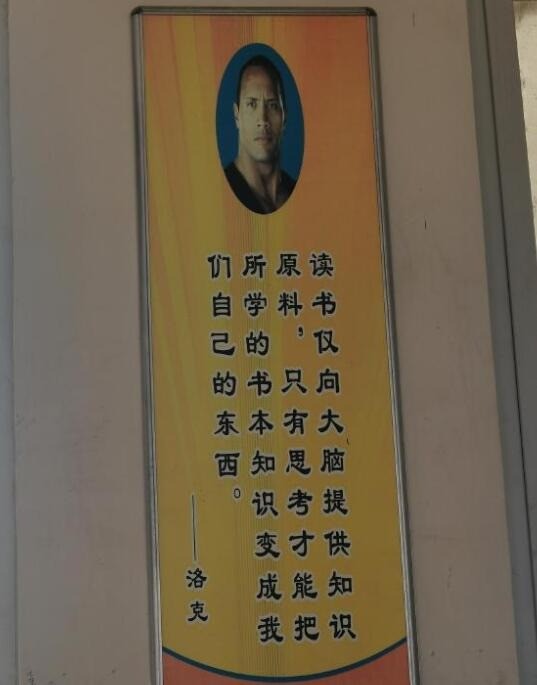 读书仅向大脑提供知识
原料，只有思考才能把
所学的书本知识变成我
们自己的东西。
——洛克